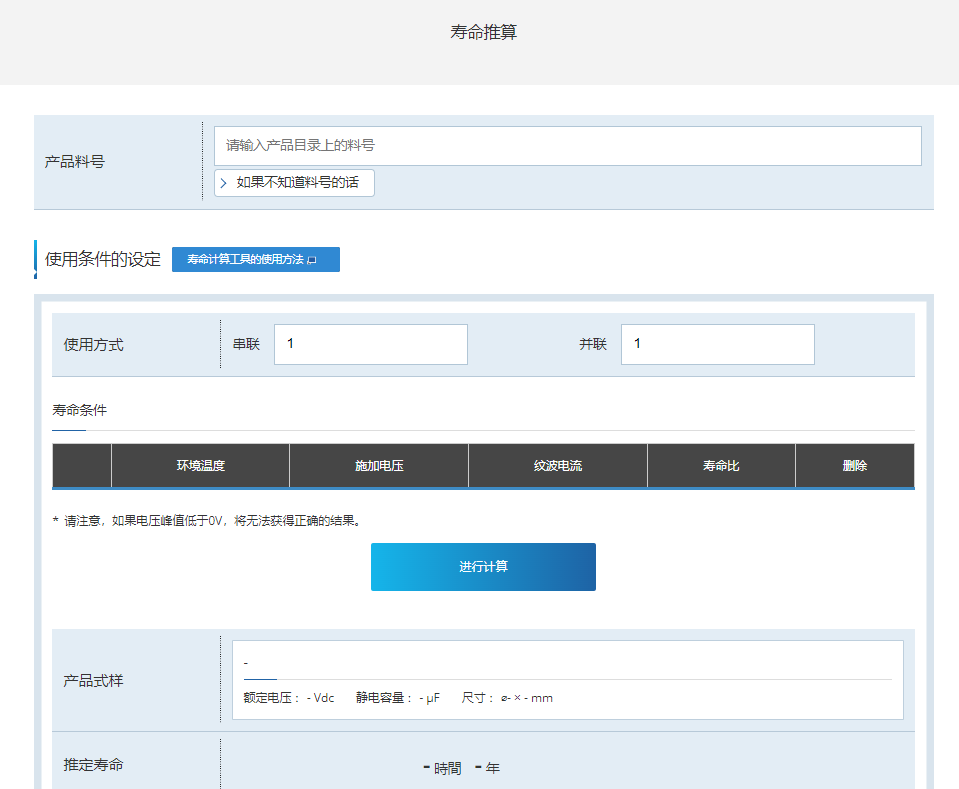 寿命推算
产品料号
请输入产品目录上的料号
如果不知道料号的话
使用条件的设定 寿命计算工具的使用方法
使用方式 串联 1 并联 1
寿命条件
环境温度 施加电压 纹波电流 寿命比 删除
* 请注意，如果电压峰值低于0V，将无法获得正确的结果。
进行计算
产品式样
-
额定电压： - Vdc 静电容量： - μF 尺寸： ⌀- × - mm
推定寿命 - 時間 - 年